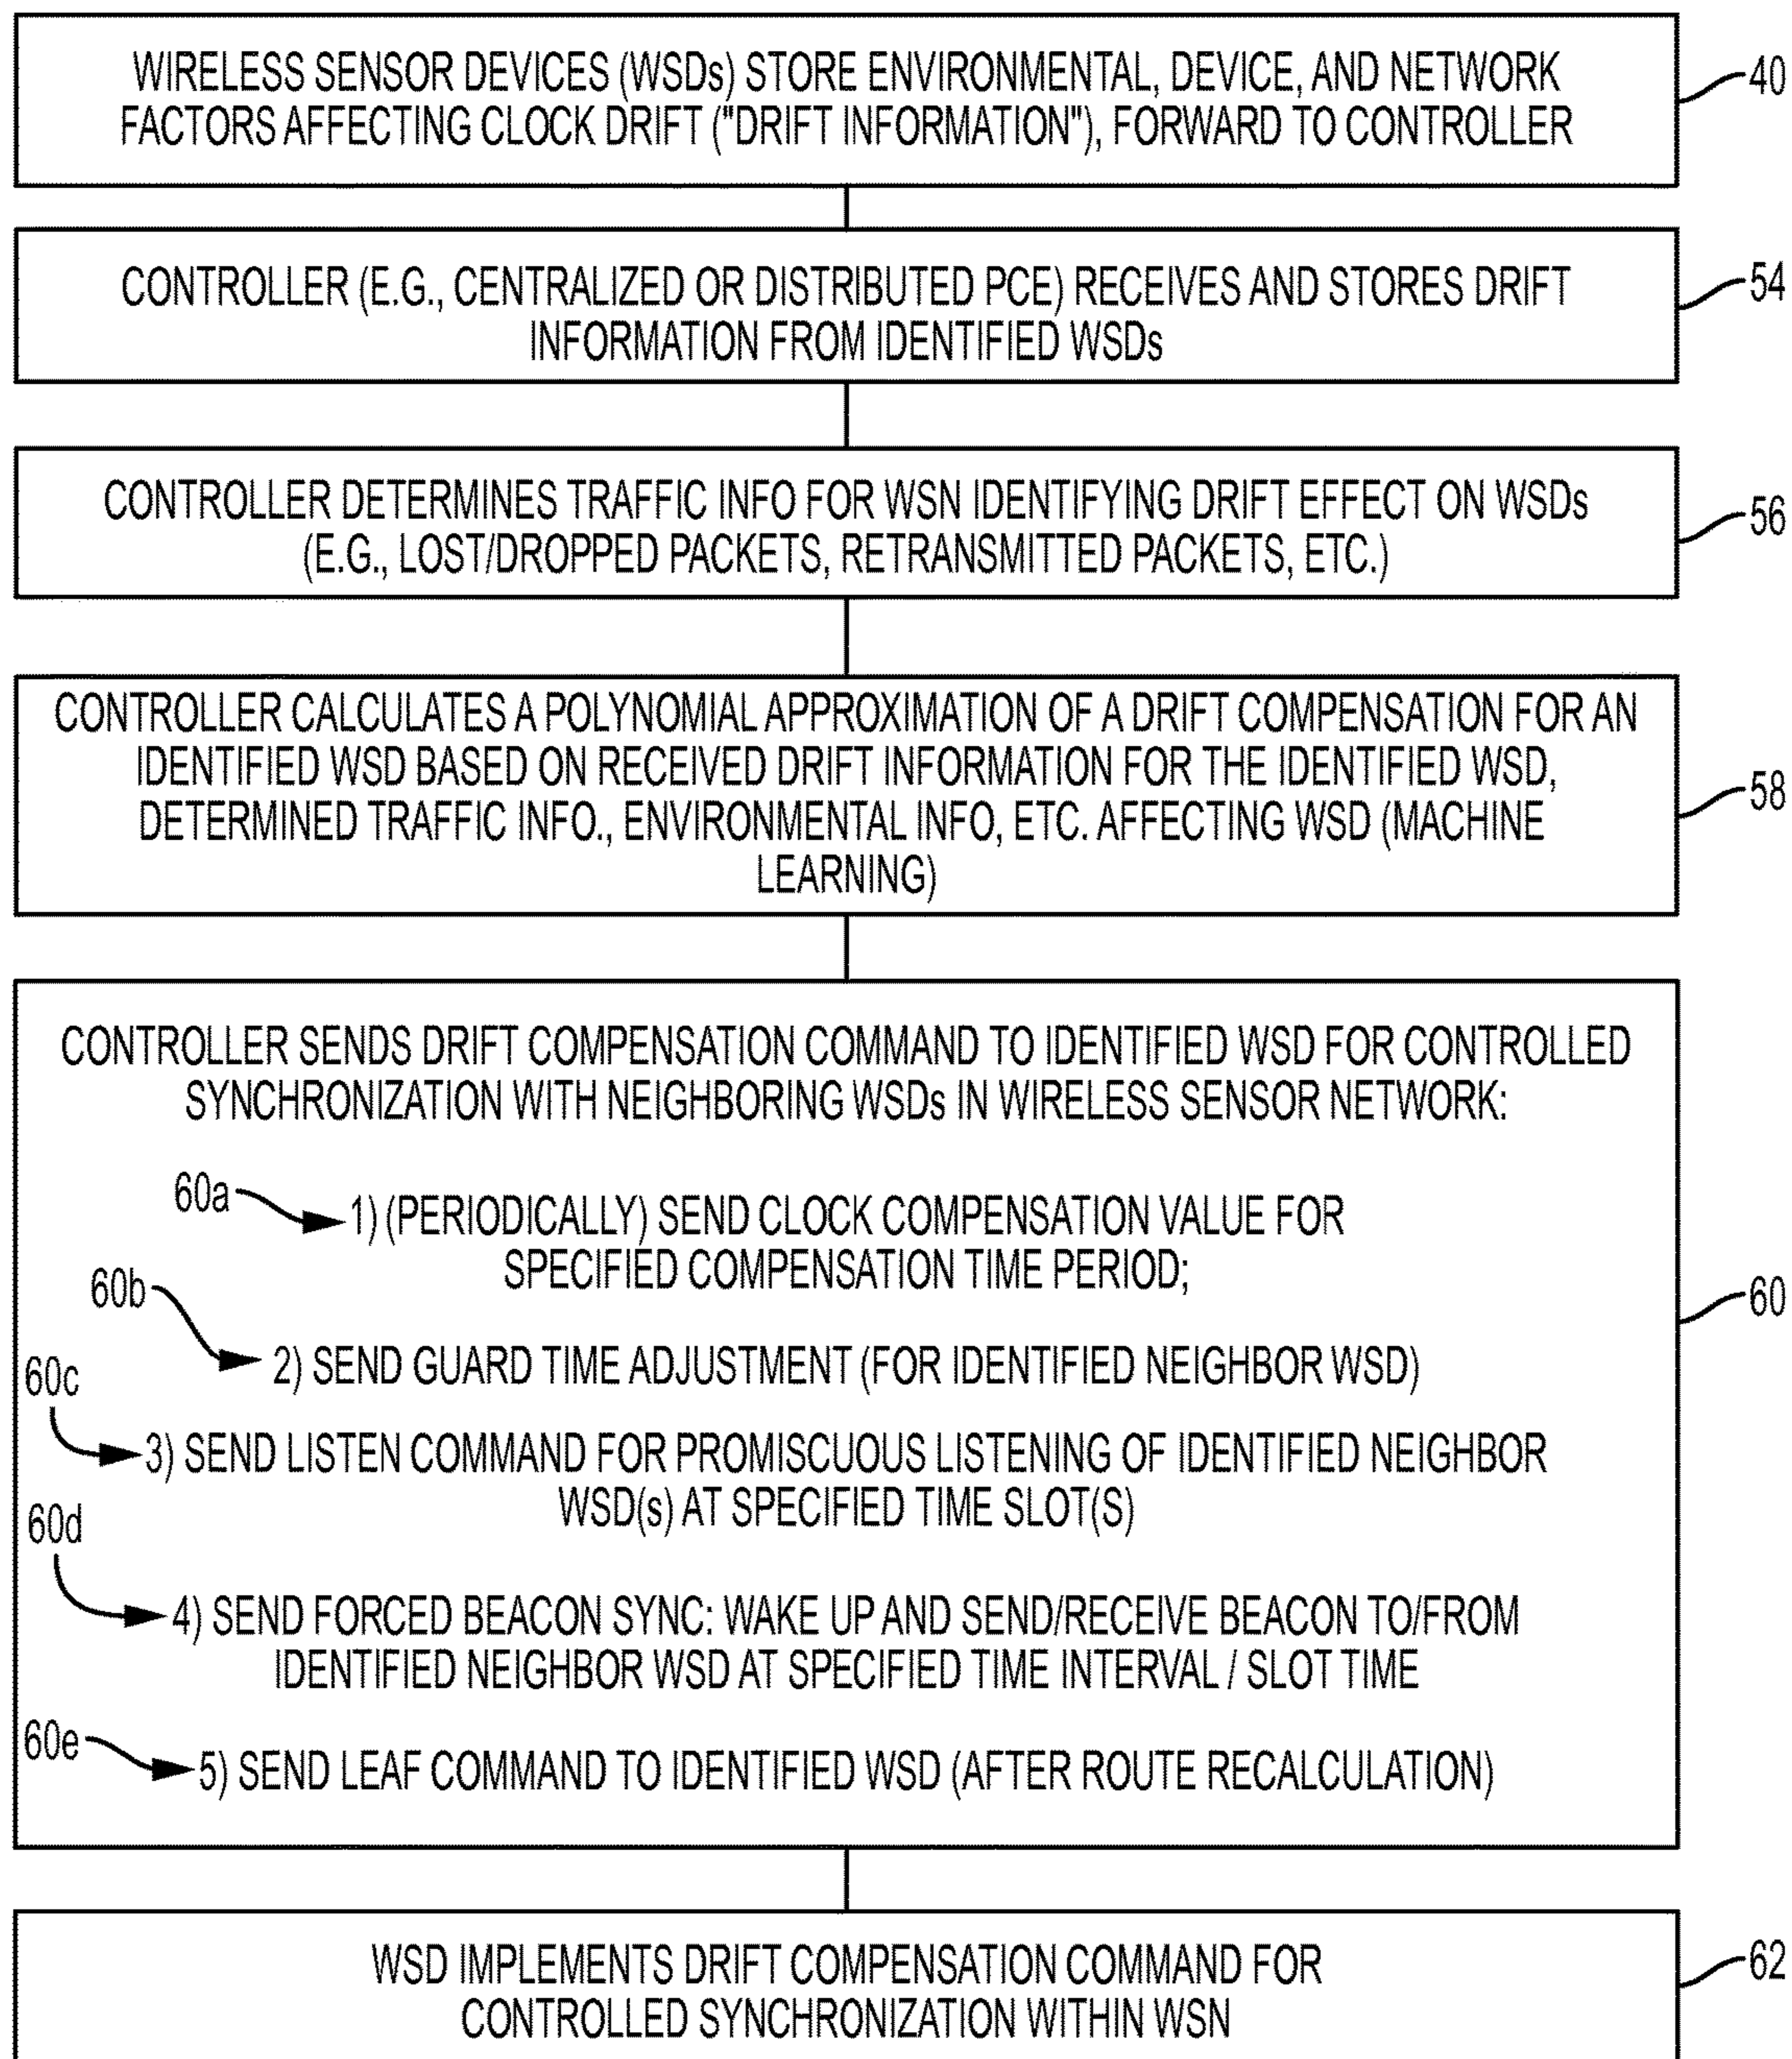 WIRELESS SENSOR DEVICES (WSDs) STORE ENVIRONMENTAL, DEVICE, AND NETWORK
FACTORS AFFECTING CLOCK DRIFT ("DRIFT INFORMATION"), FORWARD TO CONTROLLER
40
CONTROLLER (E.G., CENTRALIZED OR DISTRIBUTED PCE) RECEIVES AND STORES DRIFT
INFORMATION FROM IDENTIFIED WSDs
54
CONTROLLER DETERMINES TRAFFIC INFO FOR WSN IDENTIFYING DRIFT EFFECT ON WSDs
(E.G., LOST/DROPPED PACKETS, RETRANSMITTED PACKETS, ETC.)
56
CONTROLLER CALCULATES A POLYNOMIAL APPROXIMATION OF A DRIFT COMPENSATION FOR AN
IDENTIFIED WSD BASED ON RECEIVED DRIFT INFORMATION FOR THE IDENTIFIED WSD,
DETERMINED TRAFFIC INFO., ENVIRONMENTAL INFO, ETC. AFFECTING WSD (MACHINE
LEARNING)
58
CONTROLLER SENDS DRIFT COMPENSATION COMMAND TO IDENTIFIED WSD FOR CONTROLLED
SYNCHRONIZATION WITH NEIGHBORING WSDs IN WIRELESS SENSOR NETWORK:
60a
1) (PERIODICALLY) SEND CLOCK COMPENSATION VALUE FOR
SPECIFIED COMPENSATION TIME PERIOD;
60b
2) SEND GUARD TIME ADJUSTMENT (FOR IDENTIFIED NEIGHBOR WSD)
60c
3) SEND LISTEN COMMAND FOR PROMISCUOUS LISTENING OF IDENTIFIED NEIGHBOR
WSD(s) AT SPECIFIED TIME SLOT(S)
60d
4) SEND FORCED BEACON SYNC: WAKE UP AND SEND/RECEIVE BEACON TO/FROM
IDENTIFIED NEIGHBOR WSD AT SPECIFIED TIME INTERVAL / SLOT TIME
60e
5) SEND LEAF COMMAND TO IDENTIFIED WSD (AFTER ROUTE RECALCULATION)
60
WSD IMPLEMENTS DRIFT COMPENSATION COMMAND FOR
CONTROLLED SYNCHRONIZATION WITHIN WSN
62